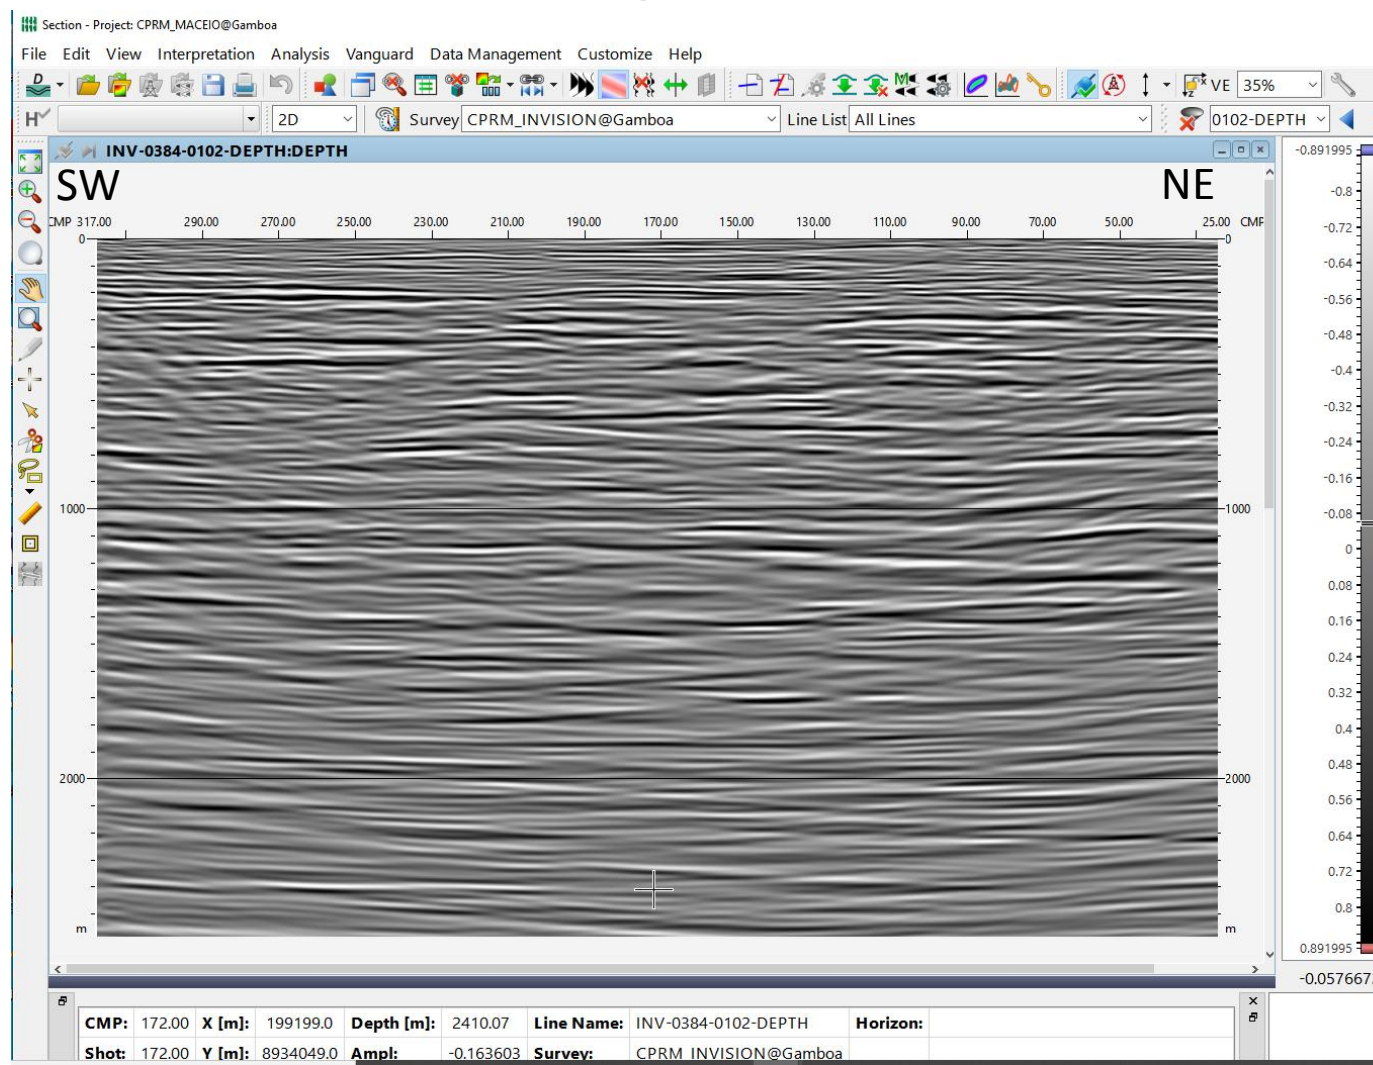 Section - Project: CPRM_MACEIO@Gamboa
File Edit View Interpretation Analysis Vanguard Data Management Customize Help
VE 35%
H 2D Survey CPRM_INVISION@Gamboa Line List All Lines 0102-DEPTH
INV-0384-0102-DEPTH:DEPTH
SW NE
CMP 317.00 290.00 270.00 250.00 230.00 210.00 190.00 170.00 150.00 130.00 110.00 90.00 70.00 50.00 25.00 CMP
0 0
1000 1000
2000 2000
m m
-0.891995
-0.8
-0.72
-0.64
-0.56
-0.48
-0.4
-0.32
-0.24
-0.16
-0.08
0
0.08
0.16
0.24
0.32
0.4
0.48
0.56
0.64
0.72
0.8
0.891995
-0.057667
CMP: 172.00 X [m]: 199199.0 Depth [m]: 2410.07 Line Name: INV-0384-0102-DEPTH Horizon:
Shot: 172.00 Y [m]: 8934049.0 Ampl: -0.163603 Survey: CPRM_INVISION@Gamboa